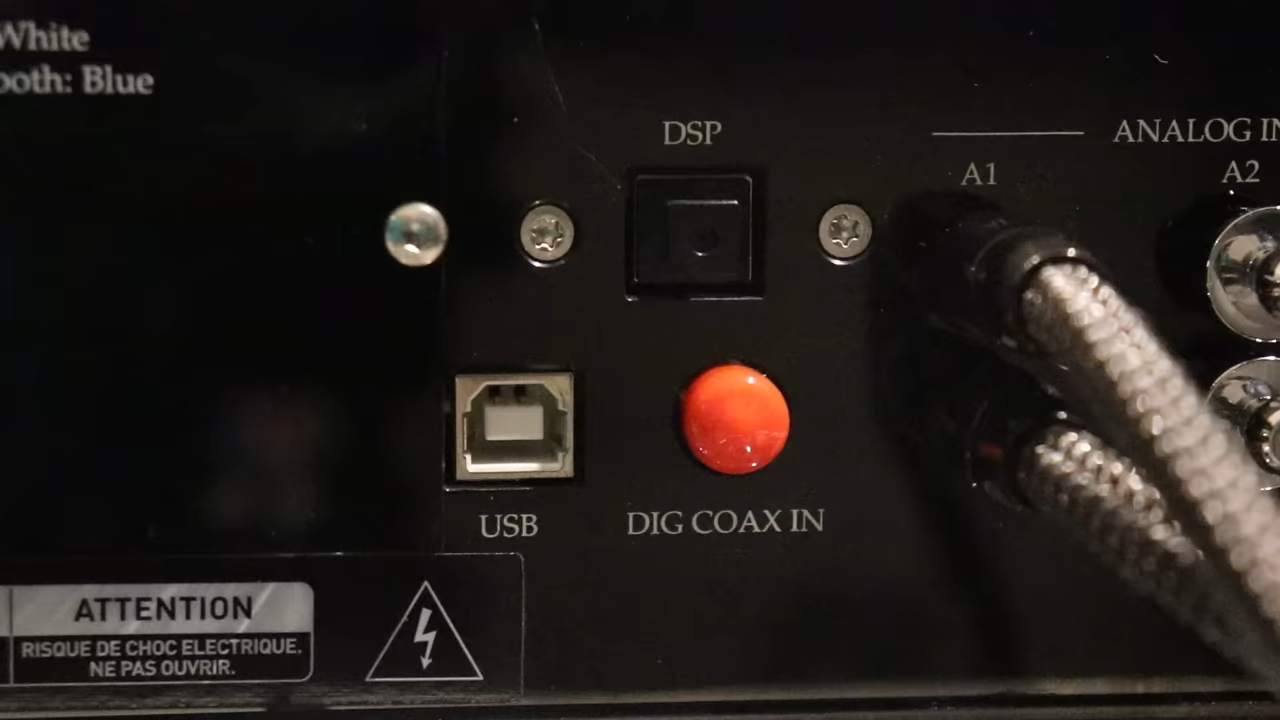 White
ooth: Blue
DSP
ANALOG IN
A1
A2
USB
DIG COAX IN
ATTENTION
RISQUE DE CHOC ELECTRIQUE.
NE PAS OUVRIR.